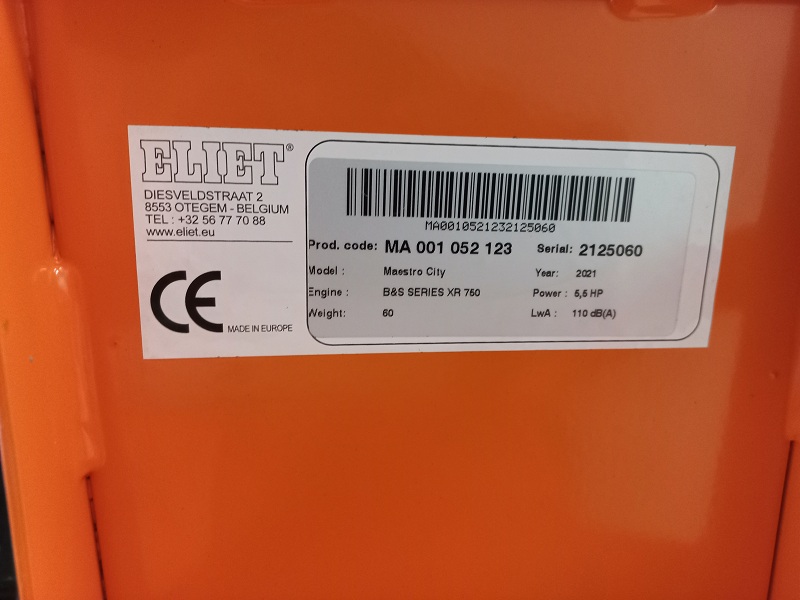 ELIET®
DIESVELDSTRAAT 2
8553 OTEGEM - BELGIUM
TEL : +32 56 77 70 88
www.eliet.eu
CE MADE IN EUROPE
MA0010521232125060
Prod. code: MA 001 052 123 Serial: 2125060
Model : Maestro City Year: 2021
Engine : B&S SERIES XR 750 Power : 5,5 HP
Weight: 60 LwA : 110 dB(A)